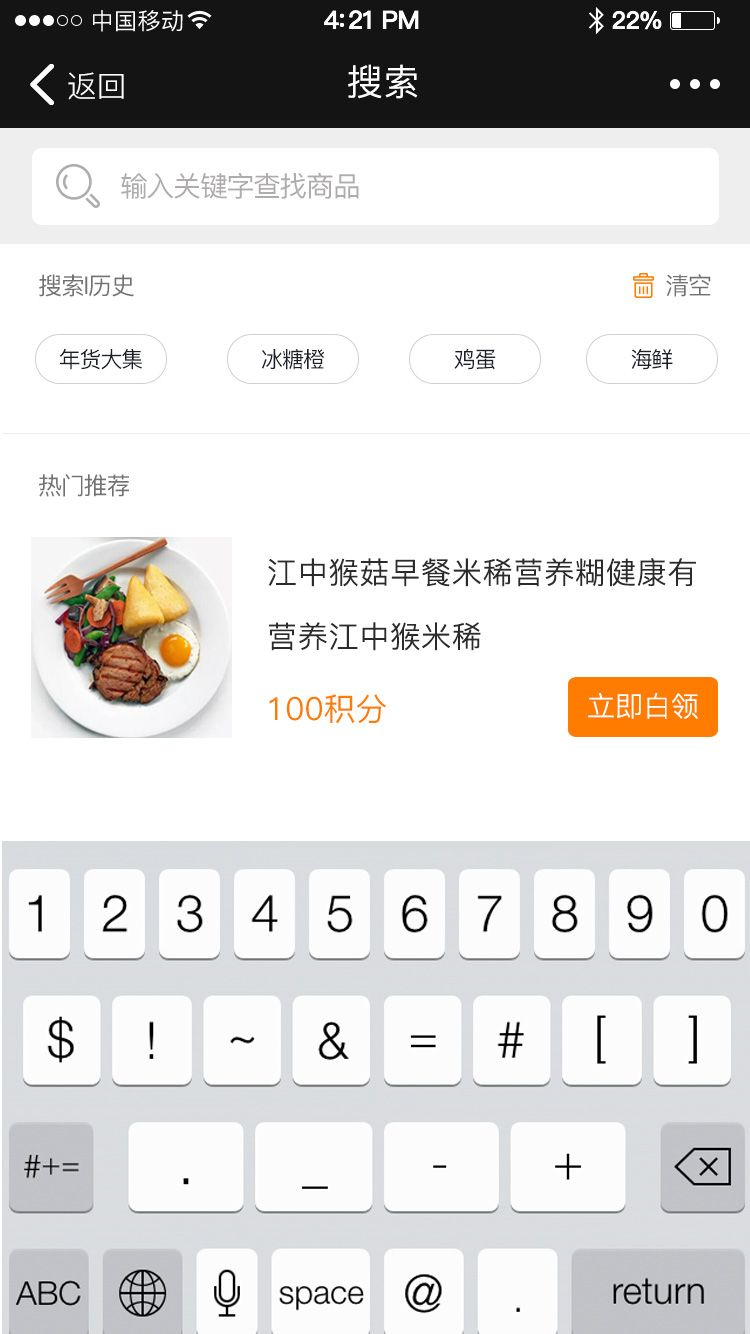 中国移动 4:21 PM 22%
返回 搜索
输入关键字查找商品
搜索历史 清空
年货大集 冰糖橙 鸡蛋 海鲜
热门推荐
江中猴菇早餐米稀营养糊健康有
营养江中猴米稀
100积分 立即白领
1 2 3 4 5 6 7 8 9 0
$ ! ~ & = # [ ]
#+= . _ - +
ABC space @ . return